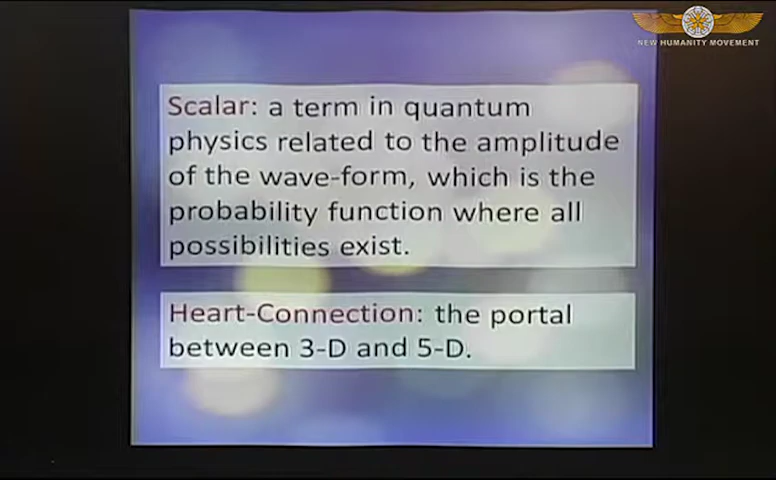 NEW HUMANITY MOVEMENT
Scalar: a term in quantum
physics related to the amplitude
of the wave-form, which is the
probability function where all
possibilities exist.
Heart-Connection: the portal
between 3-D and 5-D.